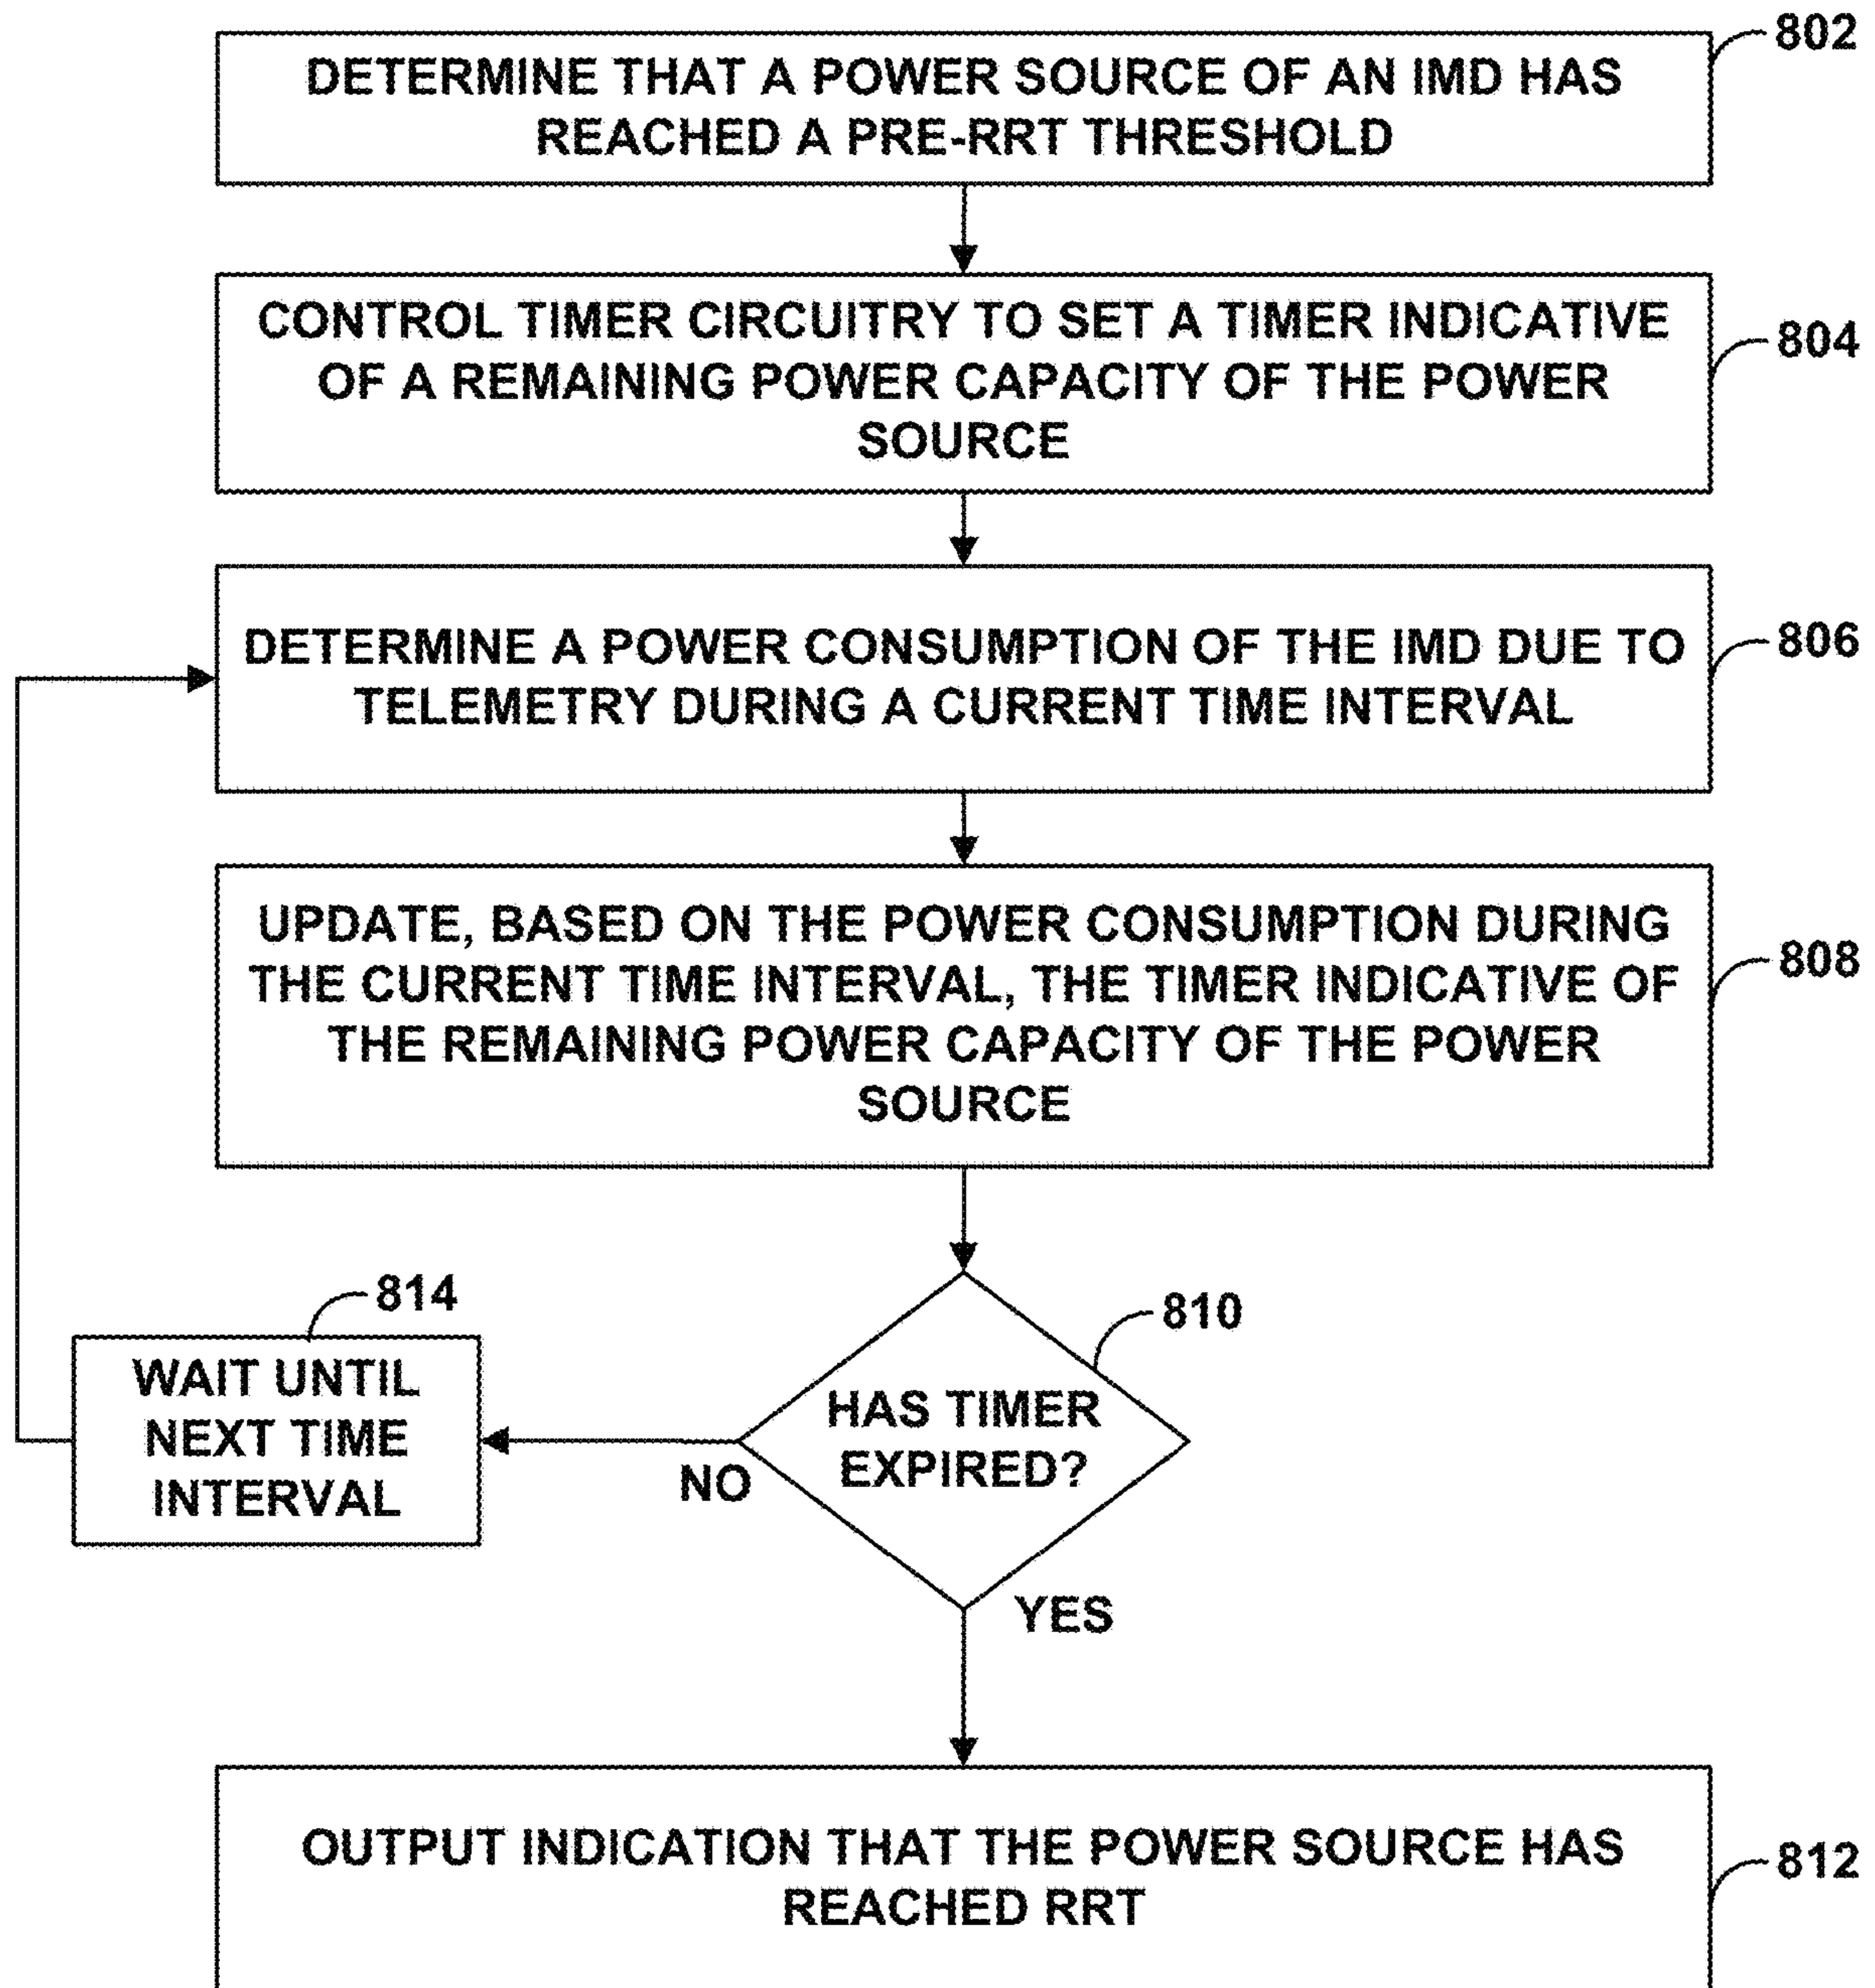 802
DETERMINE THAT A POWER SOURCE OF AN IMD HAS
REACHED A PRE-RRT THRESHOLD
CONTROL TIMER CIRCUITRY TO SET A TIMER INDICATIVE
OF A REMAINING POWER CAPACITY OF THE POWER
SOURCE
804
DETERMINE A POWER CONSUMPTION OF THE IMD DUE TO
TELEMETRY DURING A CURRENT TIME INTERVAL
806
UPDATE, BASED ON THE POWER CONSUMPTION DURING
THE CURRENT TIME INTERVAL, THE TIMER INDICATIVE OF
THE REMAINING POWER CAPACITY OF THE POWER
SOURCE
808
814
WAIT UNTIL
NEXT TIME
INTERVAL
810
HAS TIMER
EXPIRED?
NO
YES
OUTPUT INDICATION THAT THE POWER SOURCE HAS
REACHED RRT
812